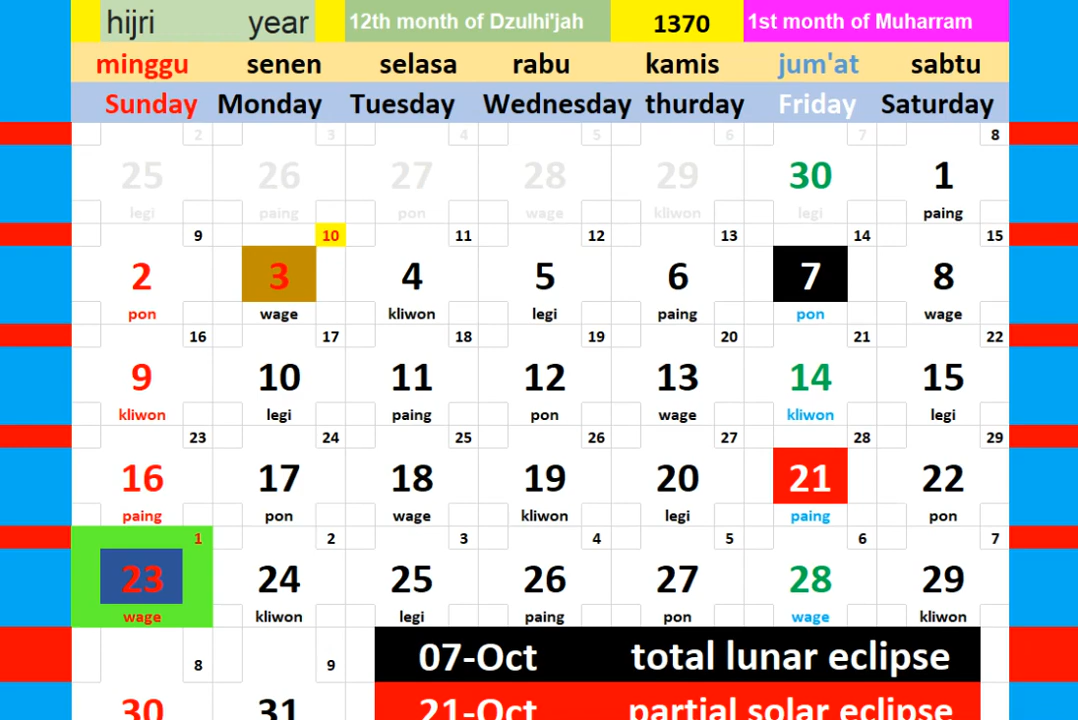 hijri year 12th month of Dzulhi'jah 1370 1st month of Muharram
minggu senen selasa rabu kamis jum'at sabtu
Sunday Monday Tuesday Wednesday thurday Friday Saturday
2 3 4 5 6 7 8
25 26 27 28 29 30 1
legi paing pon wage kliwon legi paing
9 10 11 12 13 14 15
2 3 4 5 6 7 8
pon wage kliwon legi paing pon wage
16 17 18 19 20 21 22
9 10 11 12 13 14 15
kliwon legi paing pon wage kliwon legi
23 24 25 26 27 28 29
16 17 18 19 20 21 22
paing pon wage kliwon legi paing pon
1 2 3 4 5 6 7
23 24 25 26 27 28 29
wage kliwon legi paing pon wage kliwon
8 9 07-Oct total lunar eclipse
30 31 21-Oct partial solar eclipse